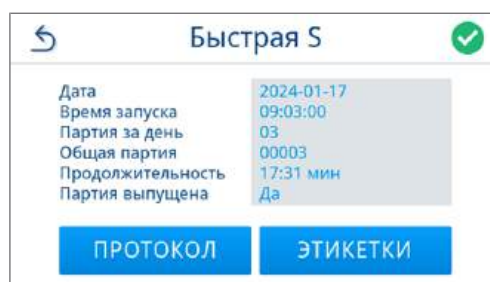 Быстрая S
Дата 2024-01-17
Время запуска 09:03:00
Партия за день 03
Общая партия 00003
Продолжительность 17:31 мин
Партия выпущена Да
ПРОТОКОЛ ЭТИКЕТКИ